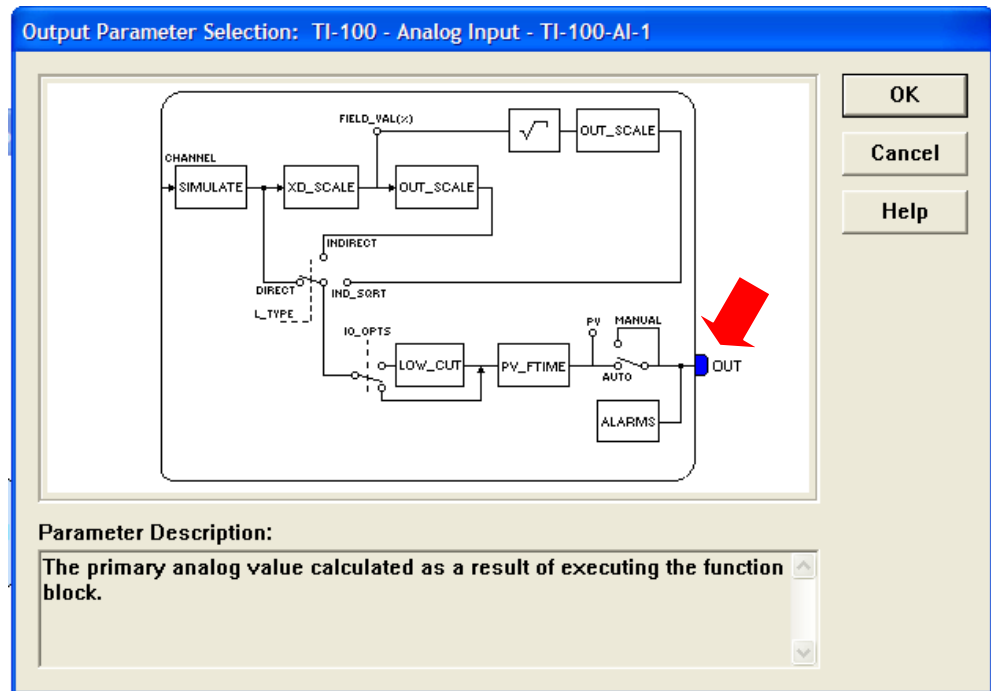 Output Parameter Selection: TI-100 - Analog Input - TI-100-AI-1
OK
Cancel
Help
FIELD_VAL(%)
√
OUT_SCALE
CHANNEL
SIMULATE
XD_SCALE
OUT_SCALE
INDIRECT
DIRECT
IND_SQRT
L_TYPE
IO_OPTS
LOW_CUT
PV_FTIME
PV
MANUAL
AUTO
OUT
ALARMS
Parameter Description:
The primary analog value calculated as a result of executing the function
block.